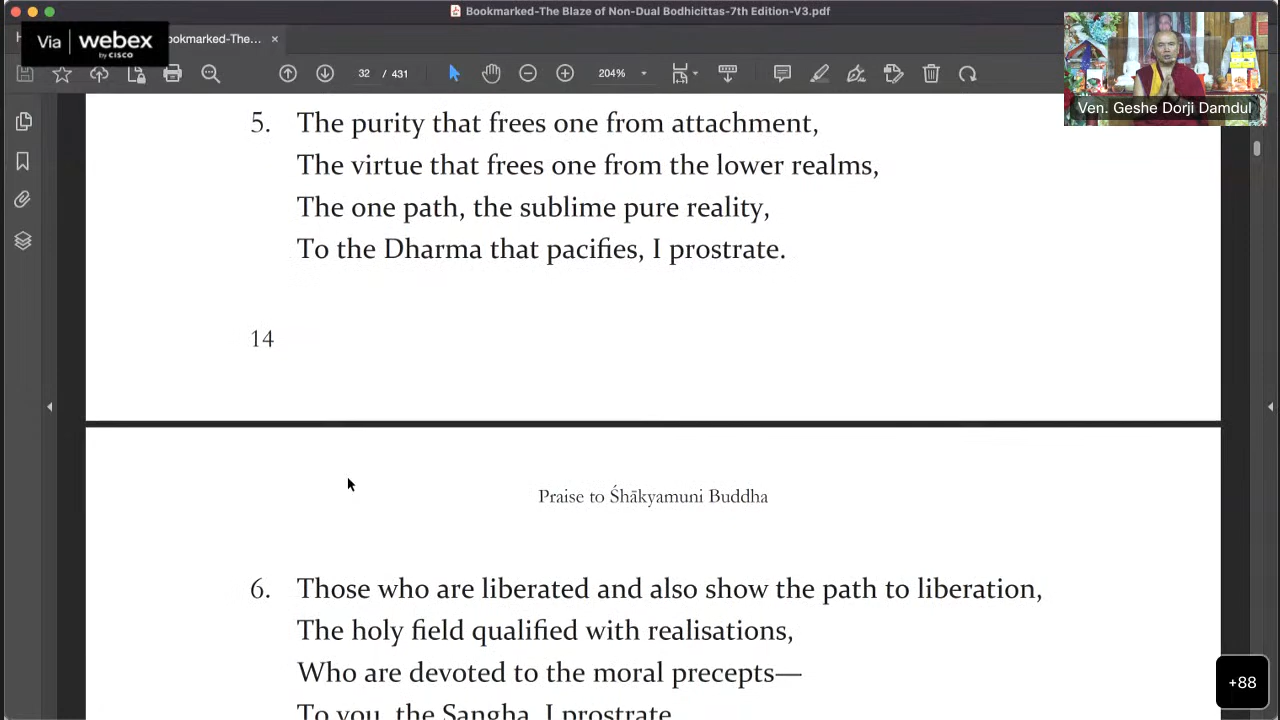 Bookmarked-The Blaze of Non-Dual Bodhicittas-7th Edition-V3.pdf
Via webex
by CISCO
ookmarked-The... ×
32 / 431
204%
Ven. Geshe Dorji Damdul
5. The purity that frees one from attachment,
The virtue that frees one from the lower realms,
The one path, the sublime pure reality,
To the Dharma that pacifies, I prostrate.
14
Praise to Śhākyamuni Buddha
6. Those who are liberated and also show the path to liberation,
The holy field qualified with realisations,
Who are devoted to the moral precepts—
To you, the Sangha, I prostrate
+88